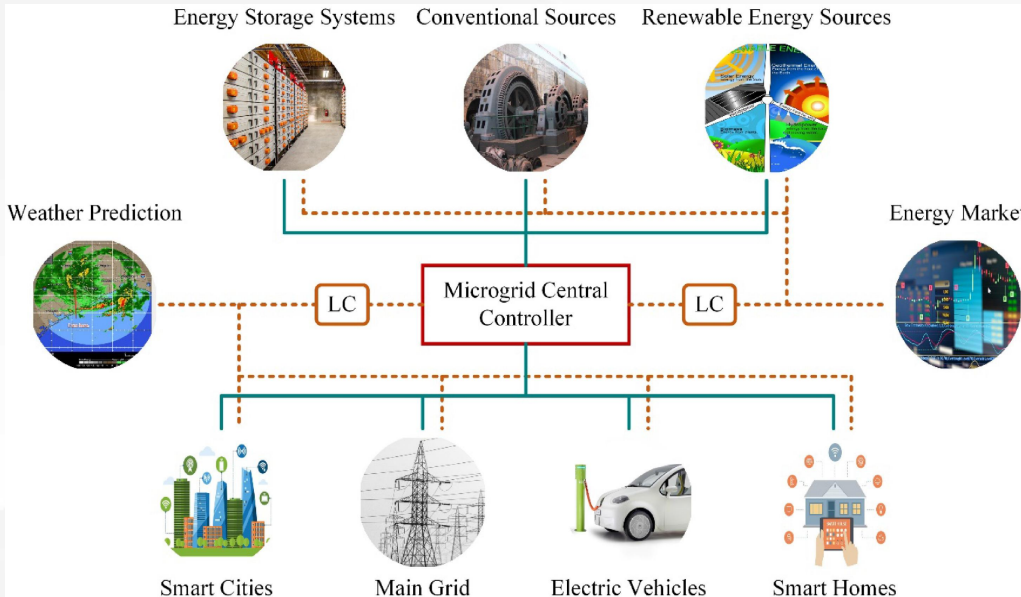 Energy Storage Systems
Conventional Sources
Renewable Energy Sources
Weather Prediction
Energy Market
LC
Microgrid Central
Controller
LC
Smart Cities
Main Grid
Electric Vehicles
Smart Homes